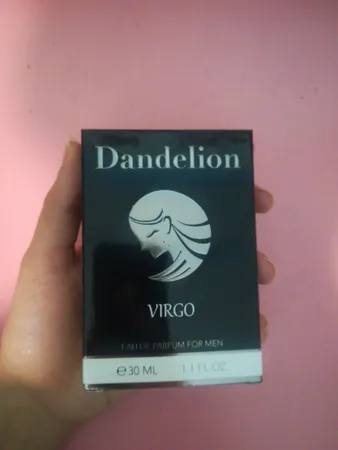 Dandelion
VIRGO
EAU DE PARFUM FOR MEN
℮30 ML 1.1 FL.OZ.